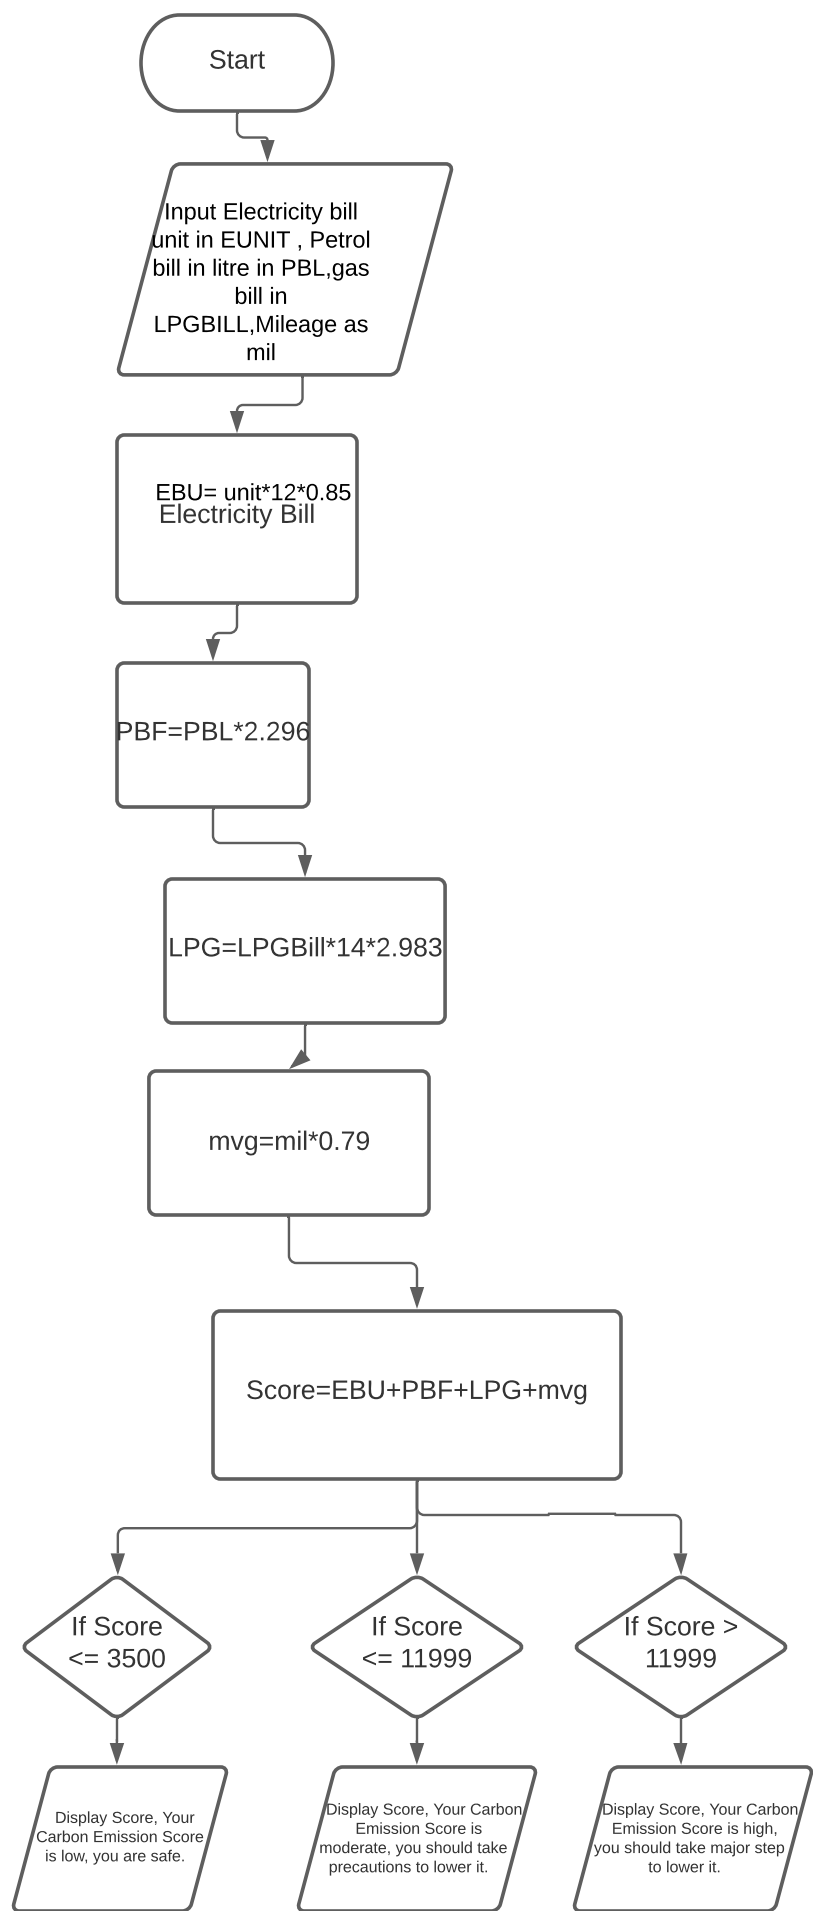 Start
Input Electricity bill
unit in EUNIT , Petrol
bill in litre in PBL,gas
bill in
LPGBILL,Mileage as
mil
EBU= unit*12*0.85
Electricity Bill
PBF=PBL*2.296
LPG=LPGBill*14*2.983
mvg=mil*0.79
Score=EBU+PBF+LPG+mvg
If Score
<= 3500
If Score
<= 11999
If Score >
11999
Display Score, Your
Carbon Emission Score
is low, you are safe.
Display Score, Your Carbon
Emission Score is
moderate, you should take
precautions to lower it.
Display Score, Your Carbon
Emission Score is high,
you should take major step
to lower it.